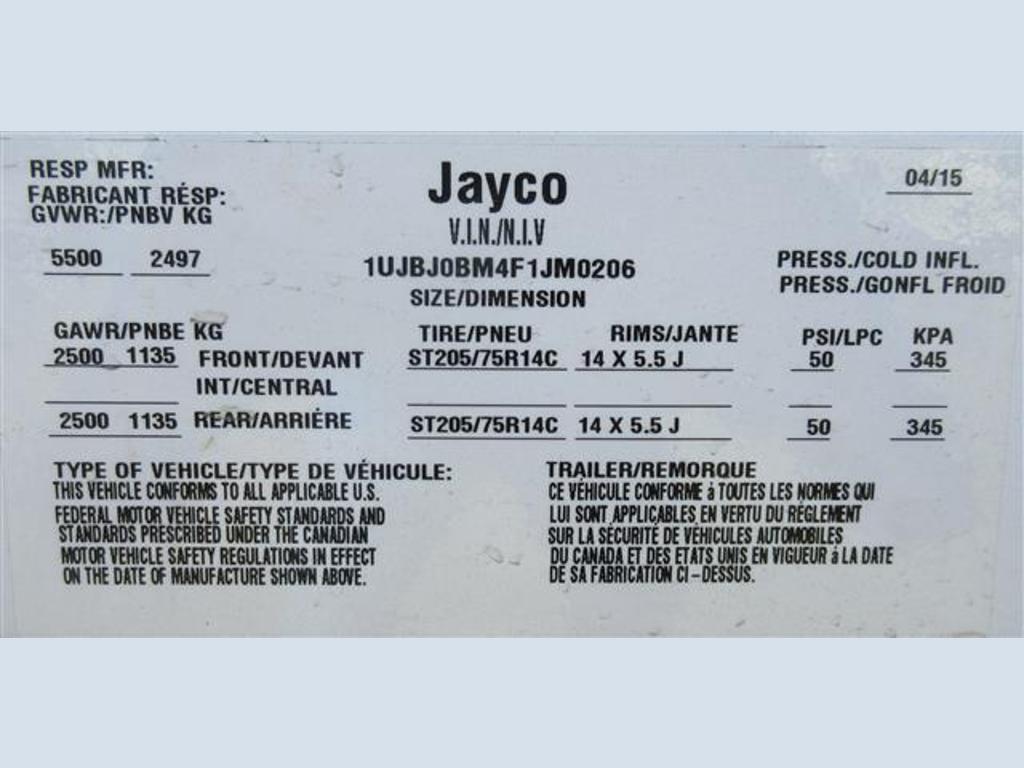 RESP MFR:
FABRICANT RÉSP:
GVWR:/PNBV KG
Jayco
04/15
V.I.N./N.I.V
5500 2497
1UJBJ0BM4F1JM0206
PRESS./COLD INFL.
PRESS./GONFL FROID
SIZE/DIMENSION
GAWR/PNBE KG TIRE/PNEU RIMS/JANTE PSI/LPC KPA
2500 1135 FRONT/DEVANT ST205/75R14C 14 X 5.5 J 50 345
INT/CENTRAL
2500 1135 REAR/ARRIÉRE ST205/75R14C 14 X 5.5 J 50 345
TYPE OF VEHICLE/TYPE DE VÉHICULE: TRAILER/REMORQUE
THIS VEHICLE CONFORMS TO ALL APPLICABLE U.S.
FEDERAL MOTOR VEHICLE SAFETY STANDARDS AND
STANDARDS PRESCRIBED UNDER THE CANADIAN
MOTOR VEHICLE SAFETY REGULATIONS IN EFFECT
ON THE DATE OF MANUFACTURE SHOWN ABOVE.
CE VÉHICULE CONFORME à TOUTES LES NORMES QUI
LUI SONT APPLICABLES EN VERTU DU RÉGLEMENT
SUR LA SÉCURITÉ DE VÉHICULES AUTOMOBILES
DU CANADA ET DES ETATS UNIS EN VIGUEUR à LA DATE
DE SA FABRICATION CI-DESSUS.